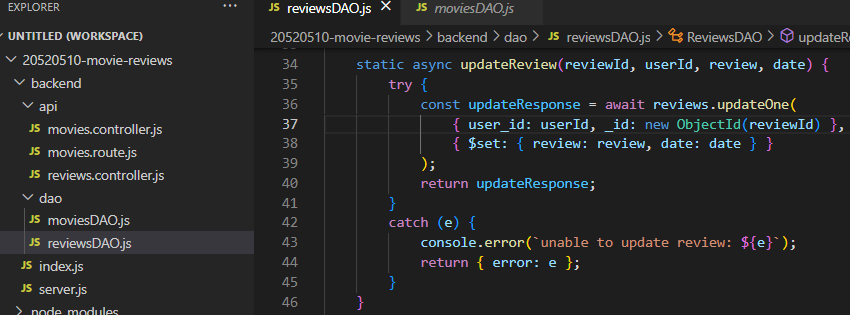 EXPLORER
...
UNTITLED (WORKSPACE)
20520510-movie-reviews
backend
api
JS movies.controller.js
JS movies.route.js
JS reviews.controller.js
dao
JS moviesDAO.js
JS reviewsDAO.js
JS index.js
JS server.js
node_modules
JS reviewsDAO.js
JS moviesDAO.js
20520510-movie-reviews > backend > dao > JS reviewsDAO.js > ReviewsDAO > updateR
34 static async updateReview(reviewId, userId, review, date) {
35 try {
36 const updateResponse = await reviews.updateOne(
37 { user_id: userId, _id: new ObjectId(reviewId) },
38 { $set: { review: review, date: date } }
39 );
40 return updateResponse;
41 }
42 catch (e) {
43 console.error(`unable to update review: ${e}`);
44 return { error: e };
45 }
46 }